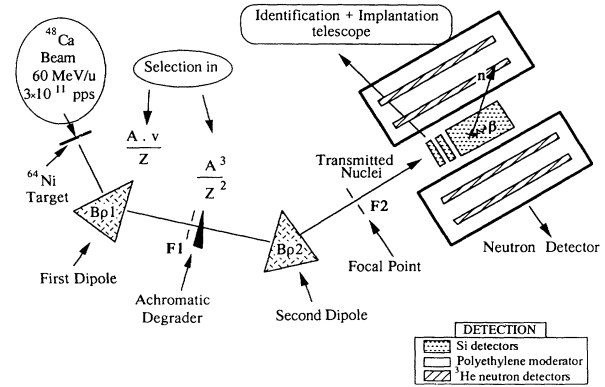 Identification + Implantation
telescope
48Ca
Beam
60 MeV/u
3×10 11 pps
Selection in
A . v
Z
A3
Z2
64Ni
Target
Bρ1
F1
Bρ2
Transmitted
Nuclei
F2
n
β
First Dipole
Achromatic
Degrader
Second Dipole
Focal Point
Neutron Detector
DETECTION
Si detectors
Polyethylene moderator
3He neutron detectors